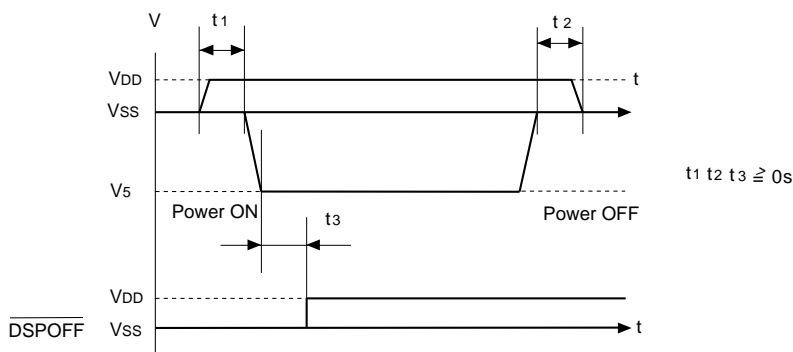 V t1 t2
VDD t
VSS
V5 t1 t2 t3 ≧ 0s
Power ON Power OFF
t3
VDD
DSPOFF VSS t